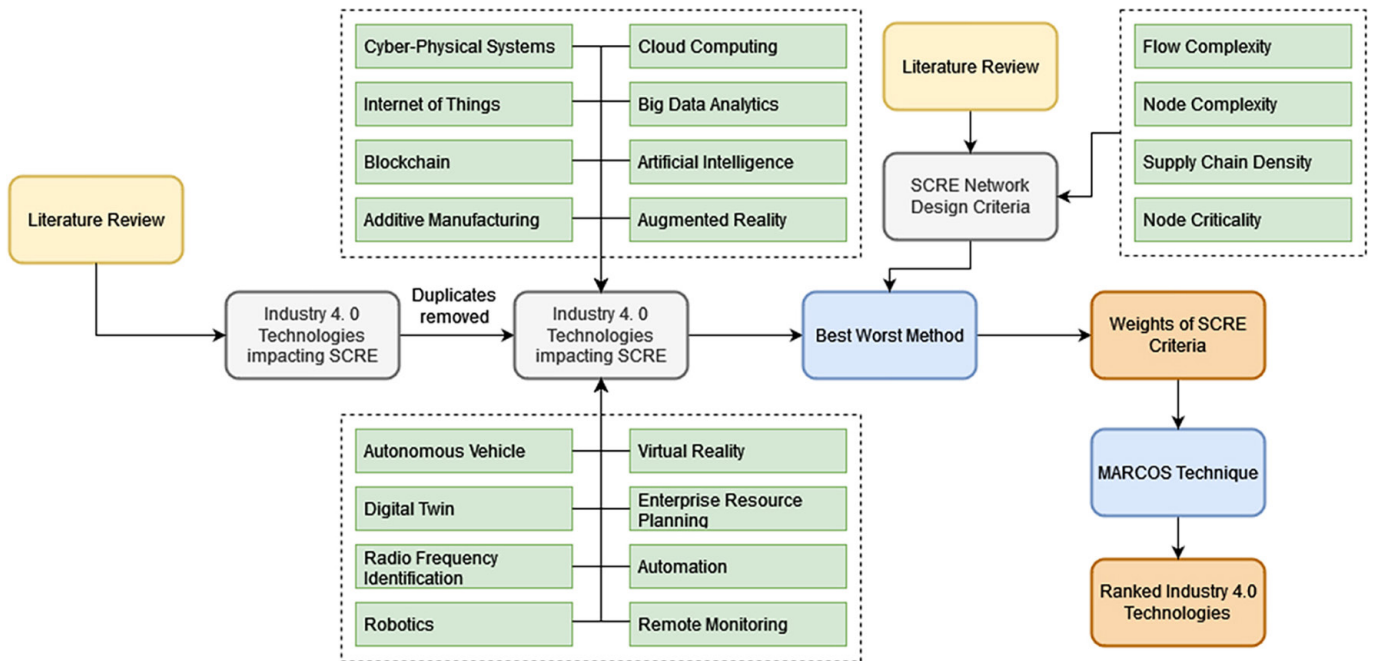 Cyber-Physical Systems
Cloud Computing
Internet of Things
Big Data Analytics
Blockchain
Artificial Intelligence
Additive Manufacturing
Augmented Reality
Literature Review
Flow Complexity
Node Complexity
Supply Chain Density
Node Criticality
SCRE Network
Design Criteria
Literature Review
Industry 4. 0
Technologies
impacting SCRE
Duplicates
removed
Industry 4. 0
Technologies
impacting SCRE
Best Worst Method
Weights of SCRE
Criteria
Autonomous Vehicle
Virtual Reality
Digital Twin
Enterprise Resource
Planning
Radio Frequency
Identification
Automation
Robotics
Remote Monitoring
MARCOS Technique
Ranked Industry 4.0
Technologies